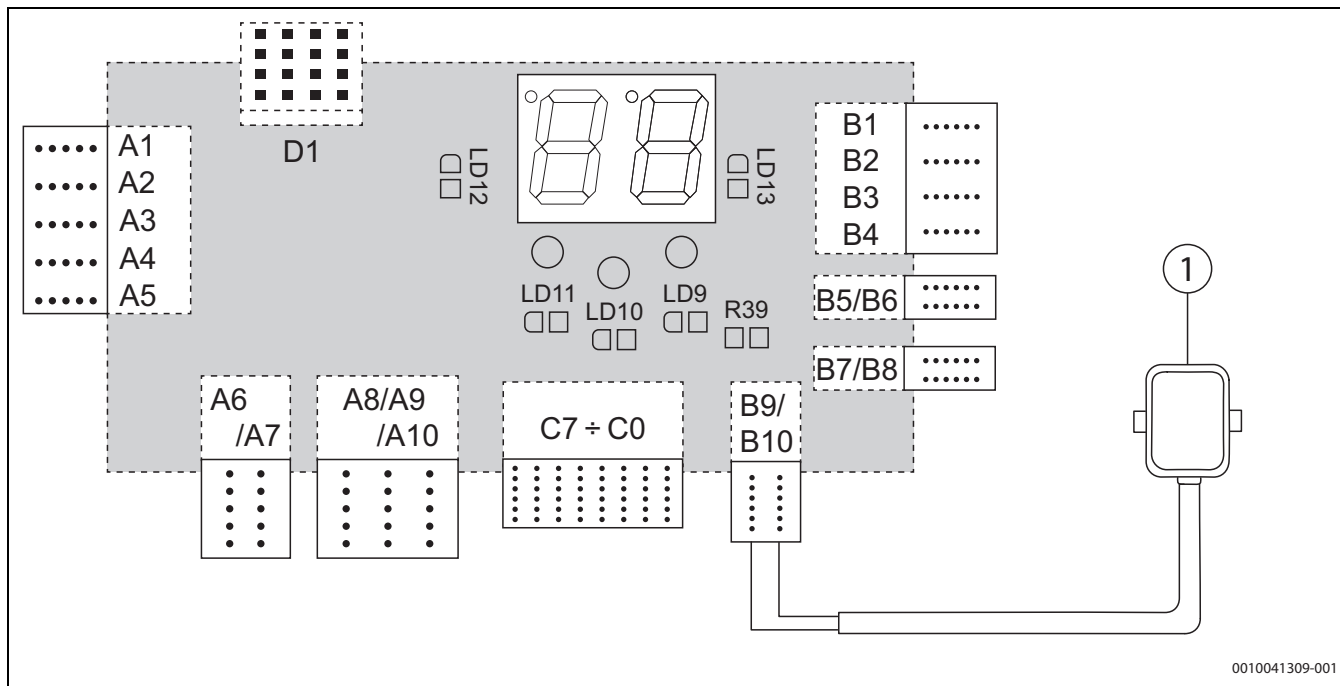 D1
A1
A2
A3
A4
A5
LD12
LD13
B1
B2
B3
B4
1
LD11
LD10
LD9
R39
B5/B6
B7/B8
A6
/A7
A8/A9
/A10
C7 ÷ C0
B9/
B10
0010041309-001